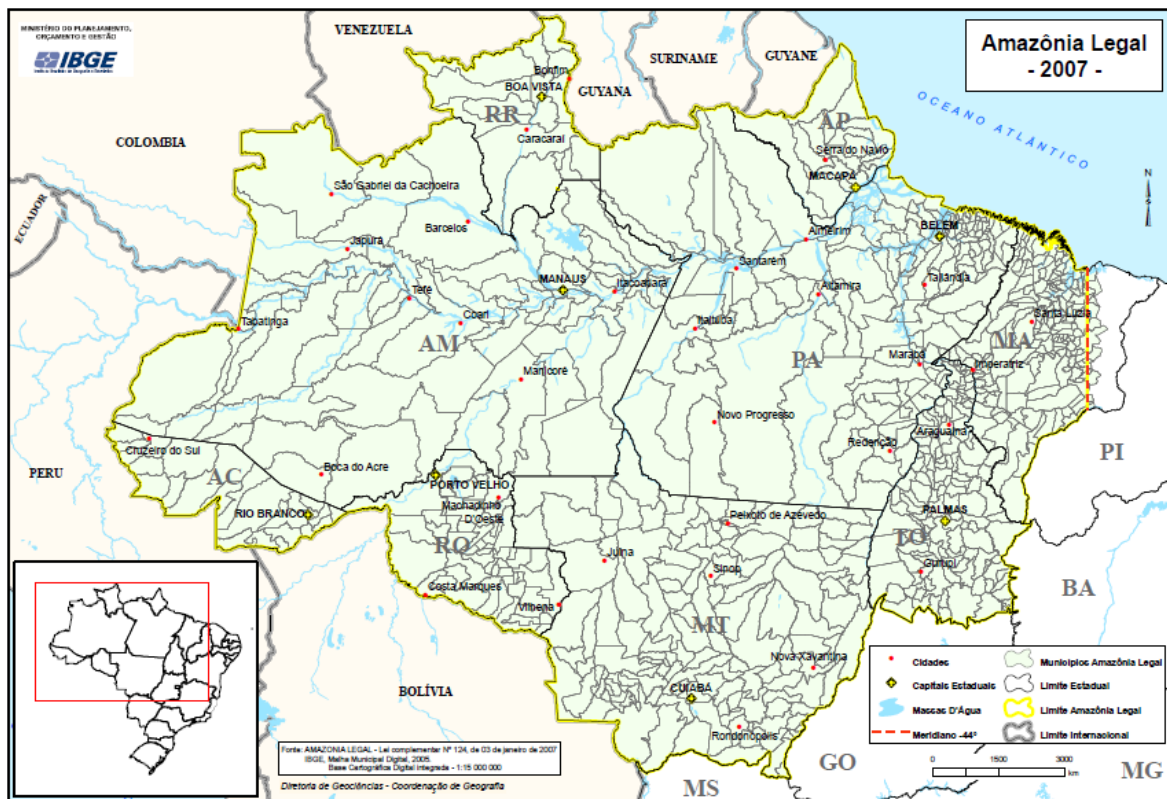 MINISTÉRIO DO PLANEJAMENTO,
ORÇAMENTO E GESTÃO
IBGE
Instituto Brasileiro de Geografia e Estatística
Amazônia Legal
- 2007 -
VENEZUELA
SURINAME
GUYANE
GUYANA
COLOMBIA
ECUADOR
PERU
BOLÍVIA
OCEANO ATLÂNTICO
N
S
Bonfim
BOA VISTA
RR
Caracaraí
AP
Serra do Navio
MACAPÁ
São Gabriel da Cachoeira
Barcelos
Japurá
Almeirim
BELÉM
Santarém
MANAUS
Itacoatiara
Tefé
Altamira
Tailândia
Tabatinga
Coari
Itaituba
Santa Luzia
AM
PA
MA
Marabá
Imperatriz
Manicoré
Novo Progresso
Araguaína
Cruzeiro do Sul
Redenção
PI
AC
Boca do Acre
PORTO VELHO
Machadinho
D'Oeste
RIO BRANCO
PALMAS
Peixoto de Azevedo
RO
TO
Juína
Sinop
Gurupi
Costa Marques
Vilhena
BA
MT
Nova Xavantina
CUIABÁ
Rondonópolis
GO
MS
MG
Cidades
Capitais Estaduais
Massas D'Água
Meridiano -44º
Municípios Amazônia Legal
Limite Estadual
Limite Amazônia Legal
Limite Internacional
0 1500 3000
km
Fonte: AMAZONIA LEGAL - Lei complementar Nº 124, de 03 de janeiro de 2007
IBGE, Malha Municipal Digital, 2005.
Base Cartográfica Digital integrada - 1:15 000 000
Diretoria de Geociências - Coordenação de Geografia